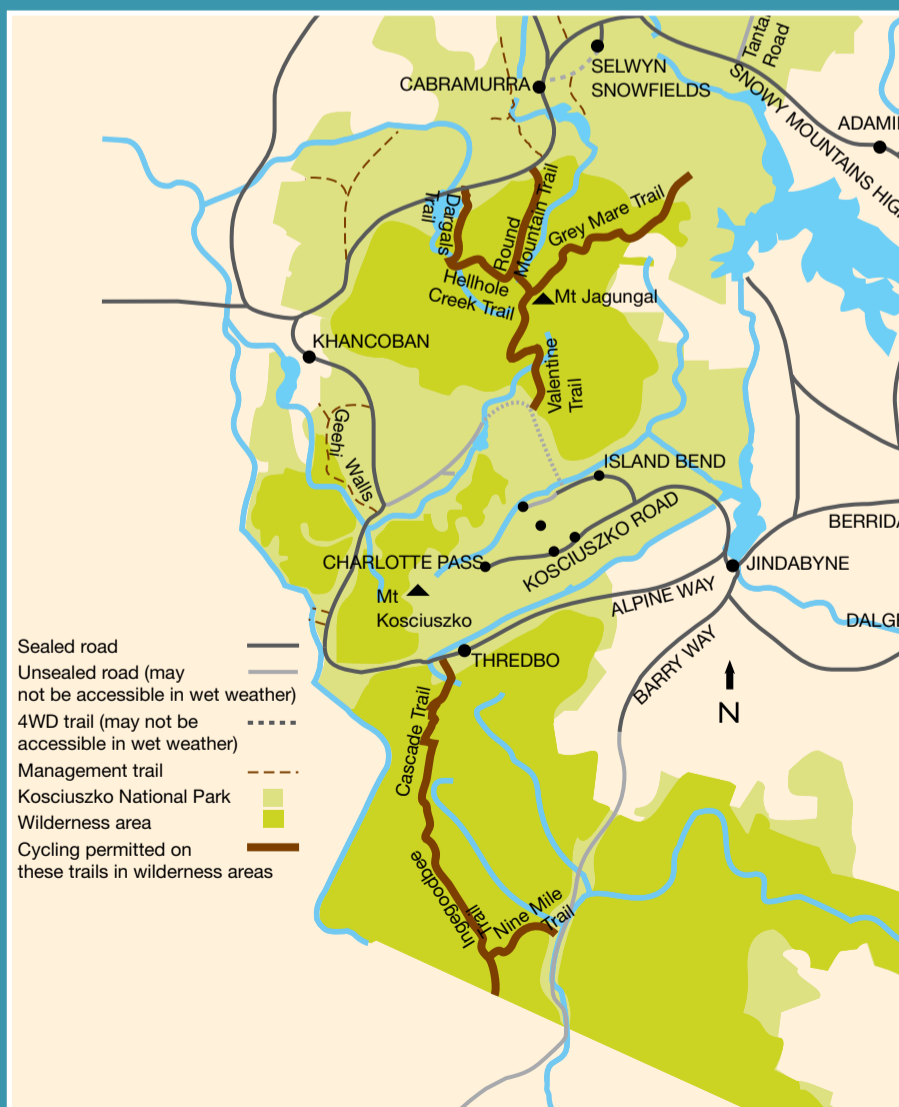 Tanta
Road
SELWYN
SNOWFIELDS
CABRAMURRA
SNOWY MOUNTAINS HIG
ADAMI
Dargals
Trail
Round
Mountain Trail
Grey Mare Trail
Hellhole
Creek Trail
Mt Jagungal
KHANCOBAN
Valentine
Trail
Geehi Walls
ISLAND BEND
KOSCIUSZKO ROAD
BERRIDA
CHARLOTTE PASS
JINDABYNE
Mt
Kosciuszko
ALPINE WAY
DALG
THREDBO
BARRY WAY
N
Cascade Trail
Ingegoodbee
Trail
Nine Mile
Trail
Sealed road
Unsealed road (may
not be accessible in wet weather)
4WD trail (may not be
accessible in wet weather)
Management trail
Kosciuszko National Park
Wilderness area
Cycling permitted on
these trails in wilderness areas